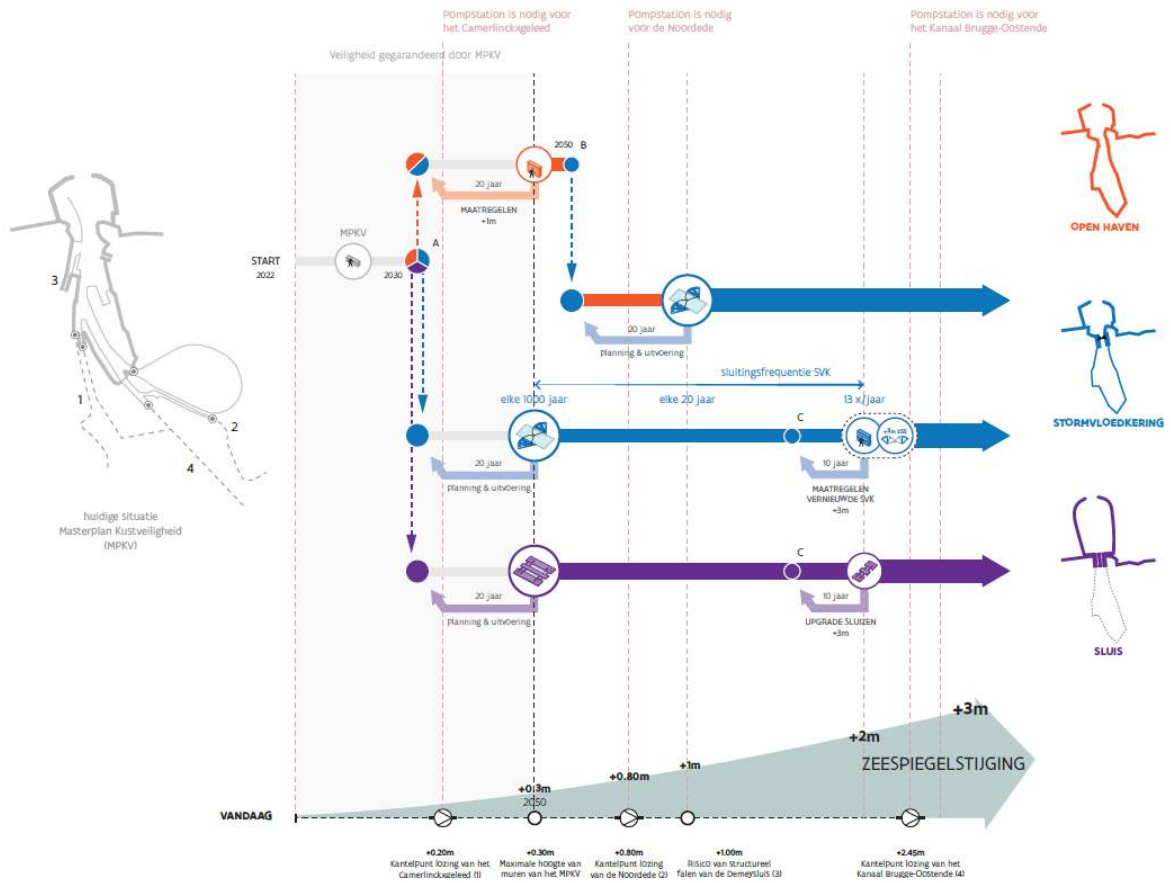 Pompstation is nodig voor
het Camerlinckxgeleed
Pompstation is nodig
voor de Noordede
Pompstation is nodig voor
het Kanaal Brugge-Oostende
Veiligheid gegarandeerd door MPKV
2050 B
20 jaar
MAATREGELEN
+1m
OPEN HAVEN
MPKV
A
START
2022
2030
3
1
2
4
huidige situatie
Masterplan Kustveiligheid
(MPKV)
20 jaar
planning & uitvoering
sluitingsfrequentie SVK
elke 1000 jaar
elke 20 jaar
13 x/jaar
C
+3m ZSS
STORMVLOEDKERING
20 jaar
planning & uitvoering
10 jaar
MAATREGELEN
VERNIEUWDE SVK
+3m
C
20 jaar
planning & uitvoering
10 jaar
UPGRADE SLUIZEN
+3m
SLUIS
+3m
+2m
ZEESPIEGELSTIJGING
+1m
+0.80m
+0.3m
2050
VANDAAG
+0.20m
Kantelpunt lozing van het
Camerlinckxgeleed (1)
+0.30m
Maximale hoogte van
muren van het MPKV
+0.80m
Kantelpunt lozing
van de Noordede (2)
+1.00m
Risico van structureel
falen van de Demeysluis (3)
+2.45m
Kantelpunt lozing van het
Kanaal Brugge-Oostende (4)